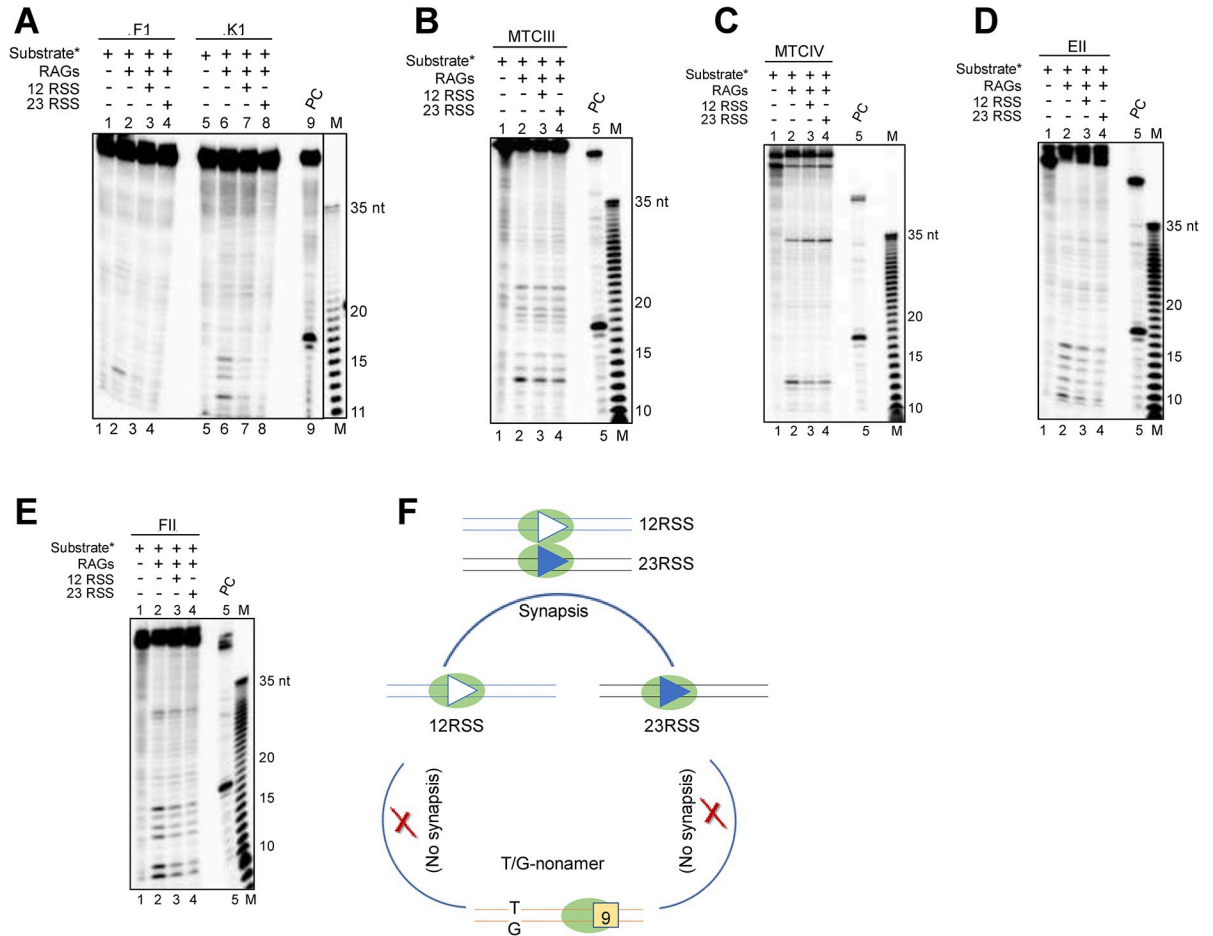 A
.F1 .K1
Substrate* + + + + + + + +
RAGs - + + + - + + +
12 RSS - - + - - - + -
23 RSS - - - + - - - +
PC
1 2 3 4 5 6 7 8 9 M
35 nt
20
15
11
1 2 3 4 5 6 7 8 9 M
B
MTCIII
Substrate* + + + +
RAGs - + + +
12 RSS - - + -
23 RSS - - - +
PC
1 2 3 4 5 M
35 nt
20
15
10
1 2 3 4 5 M
C
MTCIV
Substrate* + + + +
RAGs - + + +
12 RSS - - + -
23 RSS - - - +
PC
1 2 3 4 5 M
35 nt
20
15
10
1 2 3 4 5 M
D
EII
Substrate* + + + +
RAGs - + + +
12 RSS - - + -
23 RSS - - - +
PC
1 2 3 4 5 M
35 nt
20
15
10
1 2 3 4 5 M
E
FII
Substrate* + + + +
RAGs - + + +
12 RSS - - + -
23 RSS - - - +
PC
1 2 3 4 5 M
35 nt
20
15
10
1 2 3 4 5 M
F
12RSS
23RSS
Synapsis
12RSS
23RSS
(No synapsis)
(No synapsis)
T/G-nonamer
T
9
G